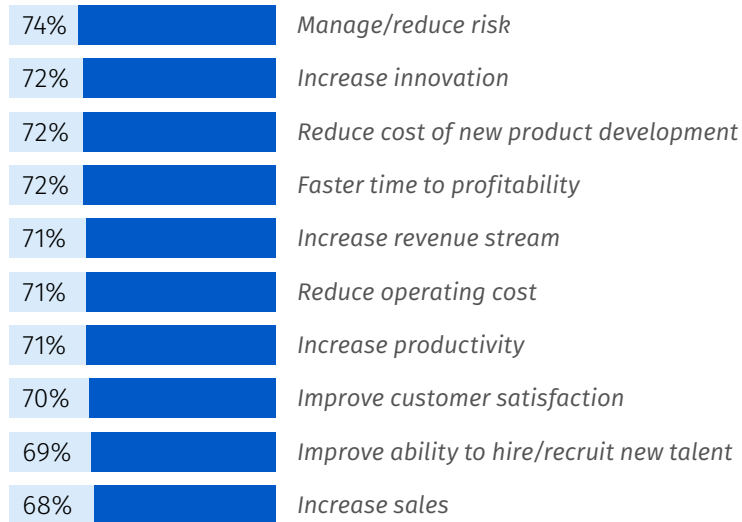 74% Manage/reduce risk
72% Increase innovation
72% Reduce cost of new product development
72% Faster time to profitability
71% Increase revenue stream
71% Reduce operating cost
71% Increase productivity
70% Improve customer satisfaction
69% Improve ability to hire/recruit new talent
68% Increase sales